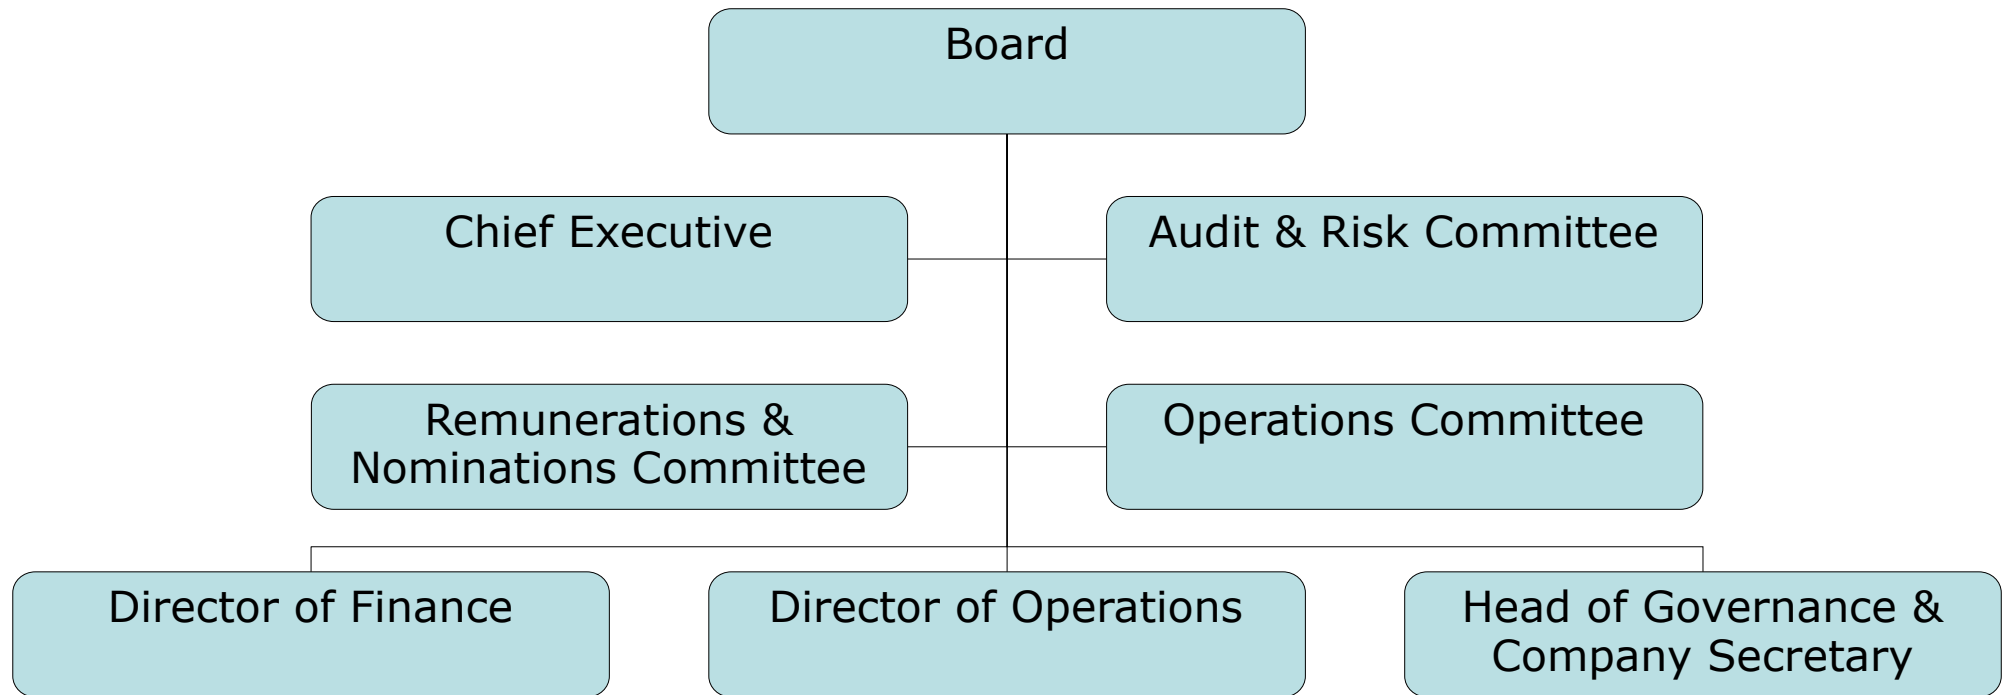 Board
Chief Executive
Audit & Risk Committee
Remunerations &
Nominations Committee
Operations Committee
Director of Finance
Director of Operations
Head of Governance &
Company Secretary